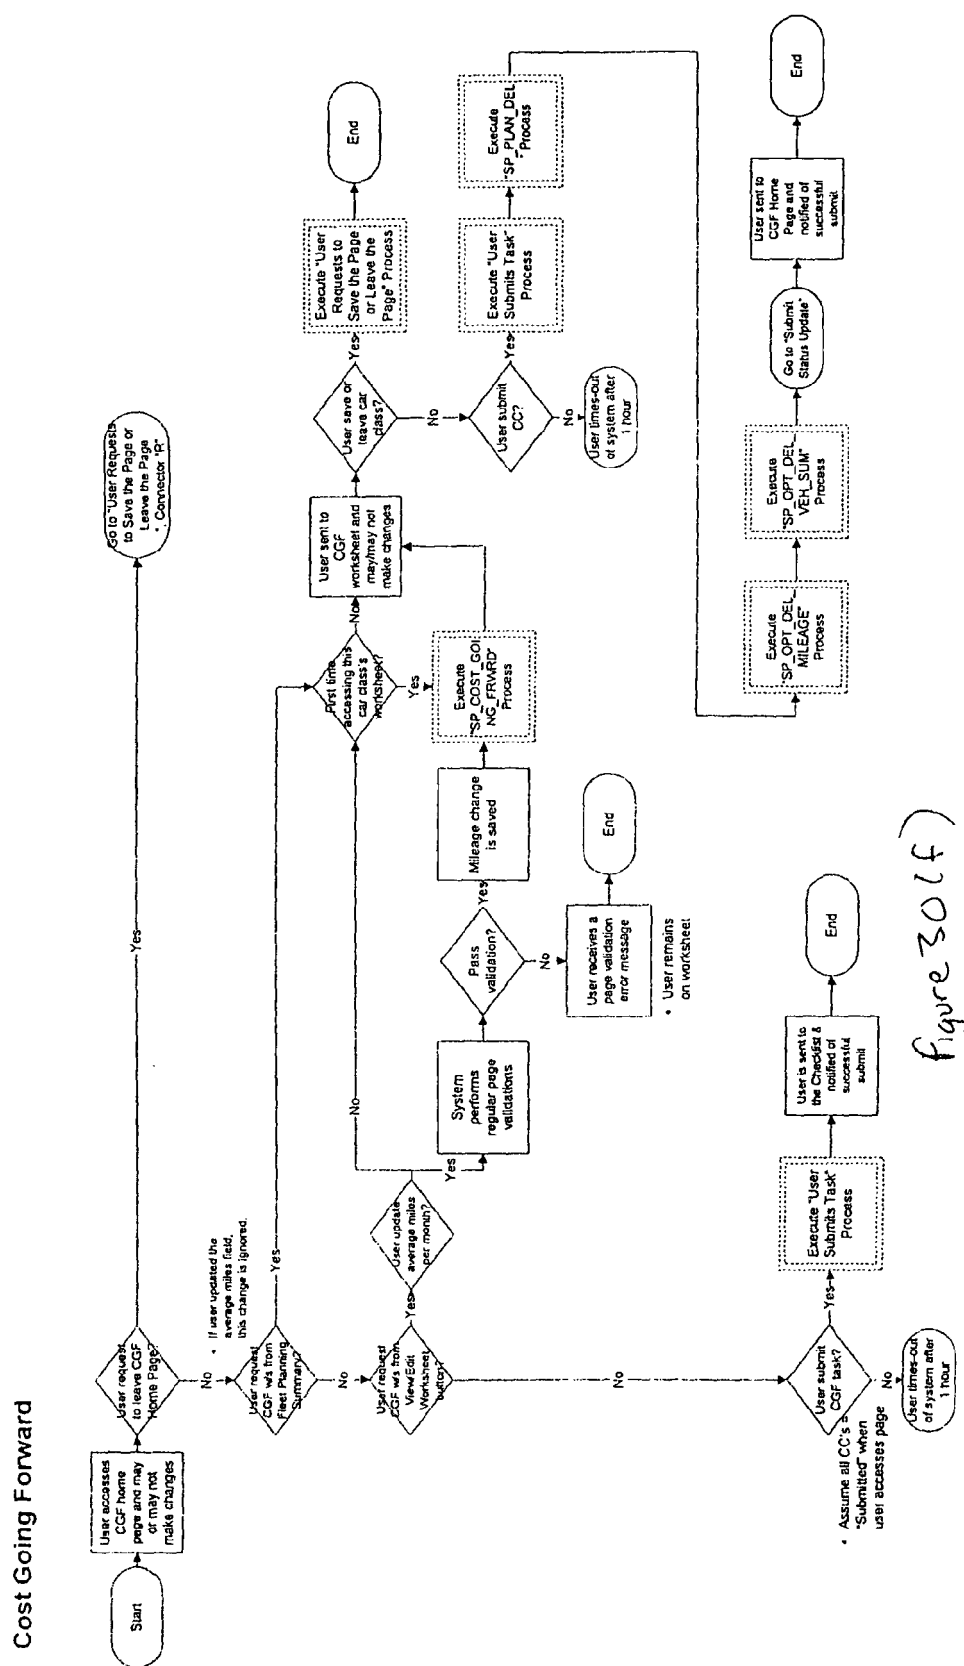 Cost Going Forward
Start
User accesses
CGF home
page and may
or may not
make changes
User request
to leave CGF
Home Page?
Yes
Go to "User Requests
to Save the Page or
Leave the Page
• Connector "R"
No
• If user updated the
average miles field,
this change is ignored.
User request
CGF w/s from
Fleet Planning
Summary?
Yes
No
User request
CGF w/s from
View/Edit
Worksheet
button?
Yes
No
User update
average miles
per month?
No
Yes
System
performs
regular page
validations
Pass
validation?
Yes
No
User receives a
page validation
error message
• User remains
on worksheet
End
Mileage change
is saved
Execute
"SP_COST_GOI
NG_FRWRD"
Process
First time
accessing this
car class's
worksheet?
Yes
No
User sent to
CGF
worksheet and
may/may not
make changes
User save or
leave car
class?
Yes
Execute "User
Requests to
Save the Page
or Leave the
Page" Process
End
No
User submit
CC?
Yes
No
User times-out
of system after
1 hour
Execute "User
Submits Task"
Process
Execute
"SP_PLAN_DEL
" Process
Execute
"SP_OPT_DEL_
MILEAGE"
Process
Execute
"SP_OPT_DEL_
VEH_SUM"
Process
Go to "Submit
Status Update"
User sent to
CGF Home
Page and
notified of
successful
submit
End
User submit
CGF task?
• Assume all CC's =
"Submitted" when
user accesses page
Yes
No
User times-out
of system after
1 hour
Execute "User
Submits Task"
Process
User is sent to
the Checklist &
notified of
successful
submit
End
figure 30(f)